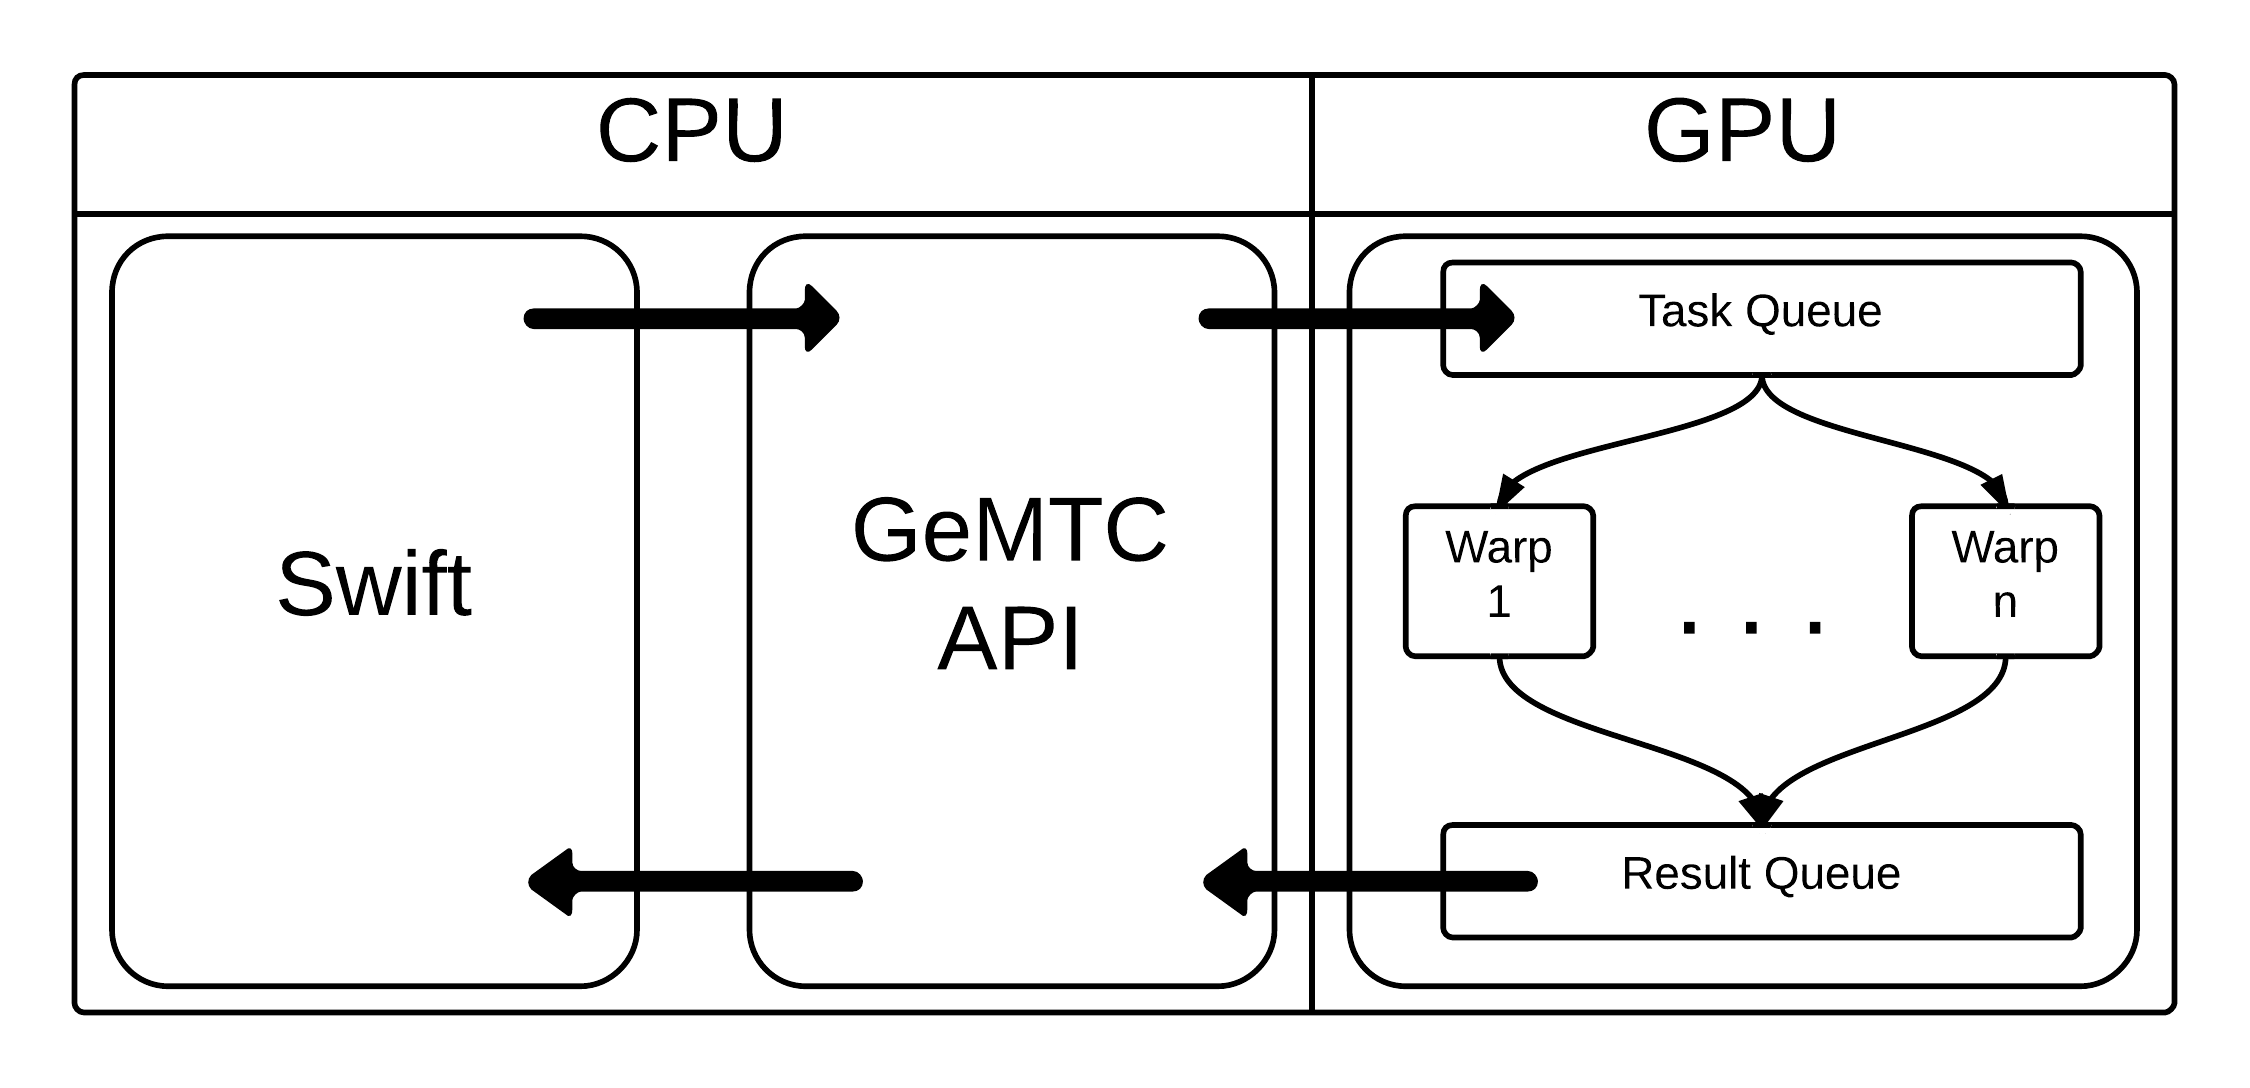 CPU
GPU
Swift
GeMTC
API
Task Queue
Warp
1
. . .
Warp
n
Result Queue